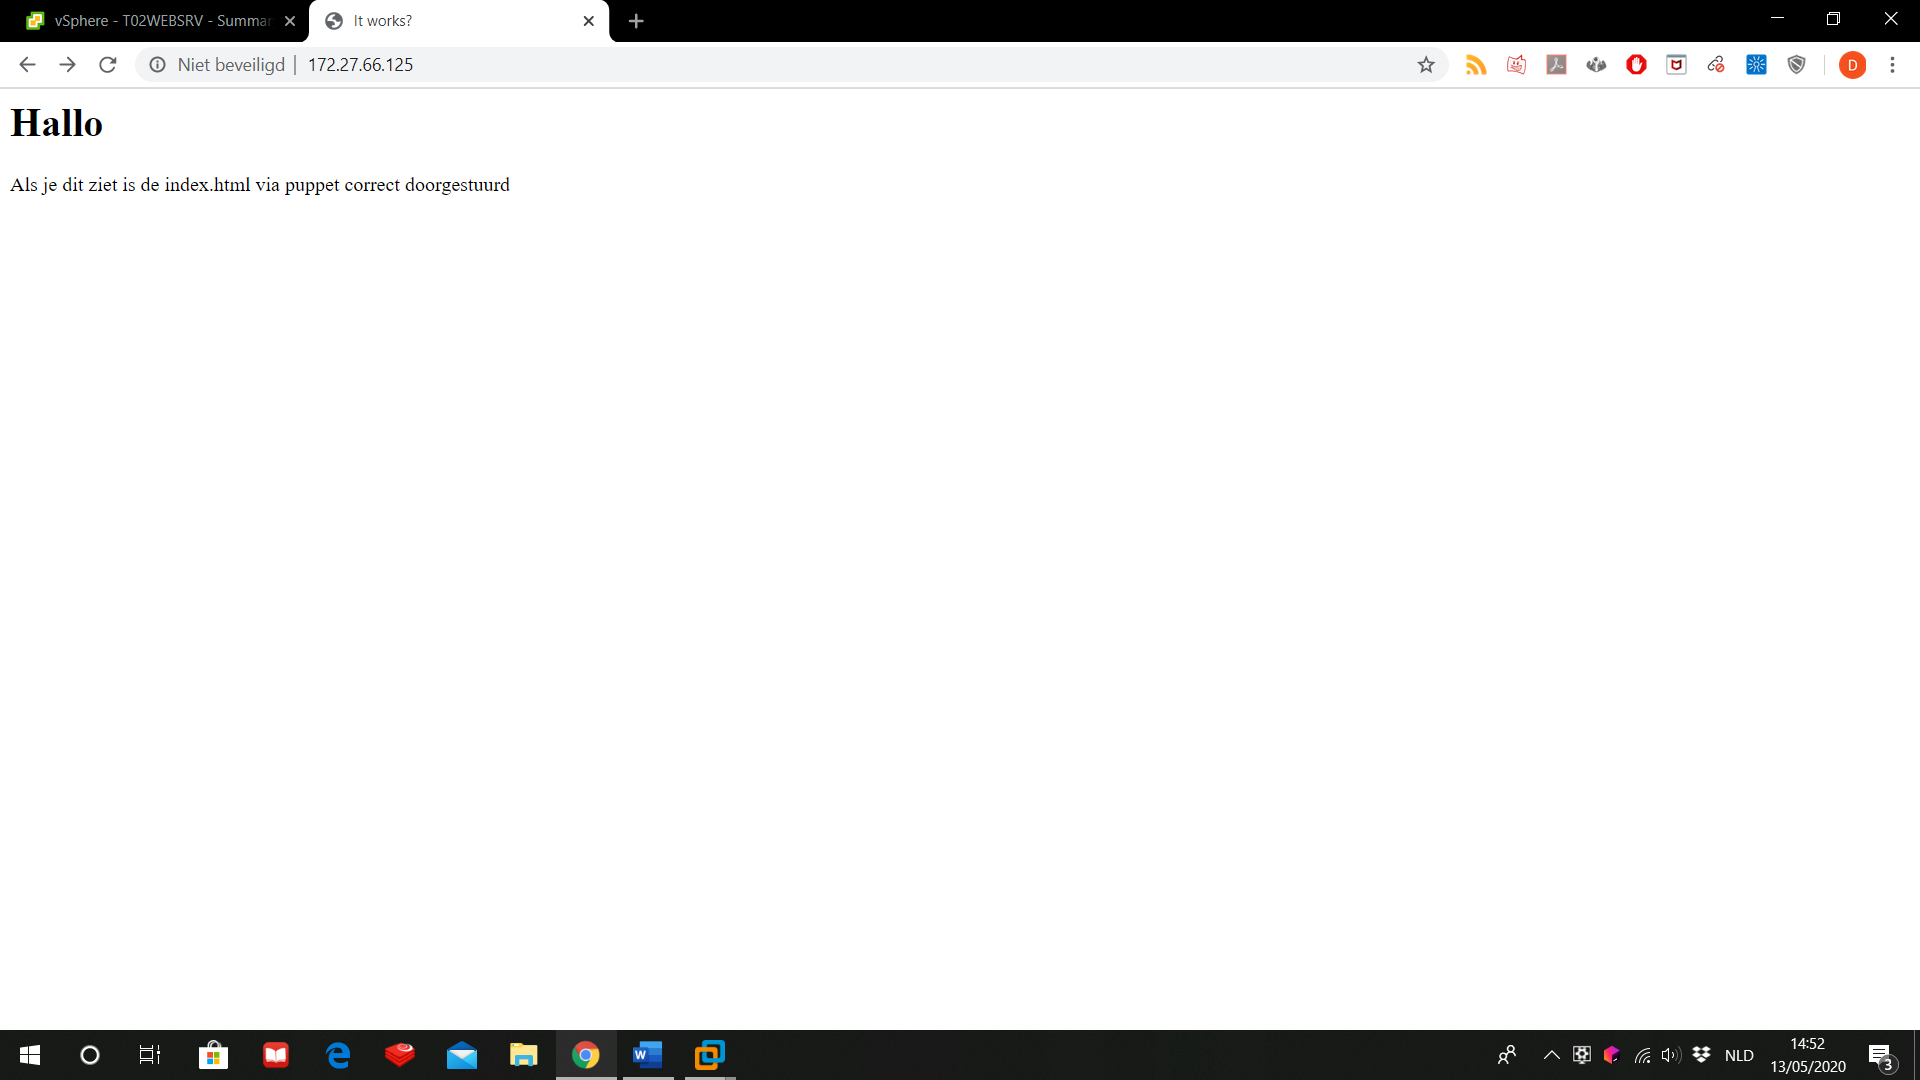 vSphere - T02WEBSRV - Summar
It works?
Niet beveiligd
172.27.66.125
D
Hallo
Als je dit ziet is de index.html via puppet correct doorgestuurd
NLD
14:52
13/05/2020
3